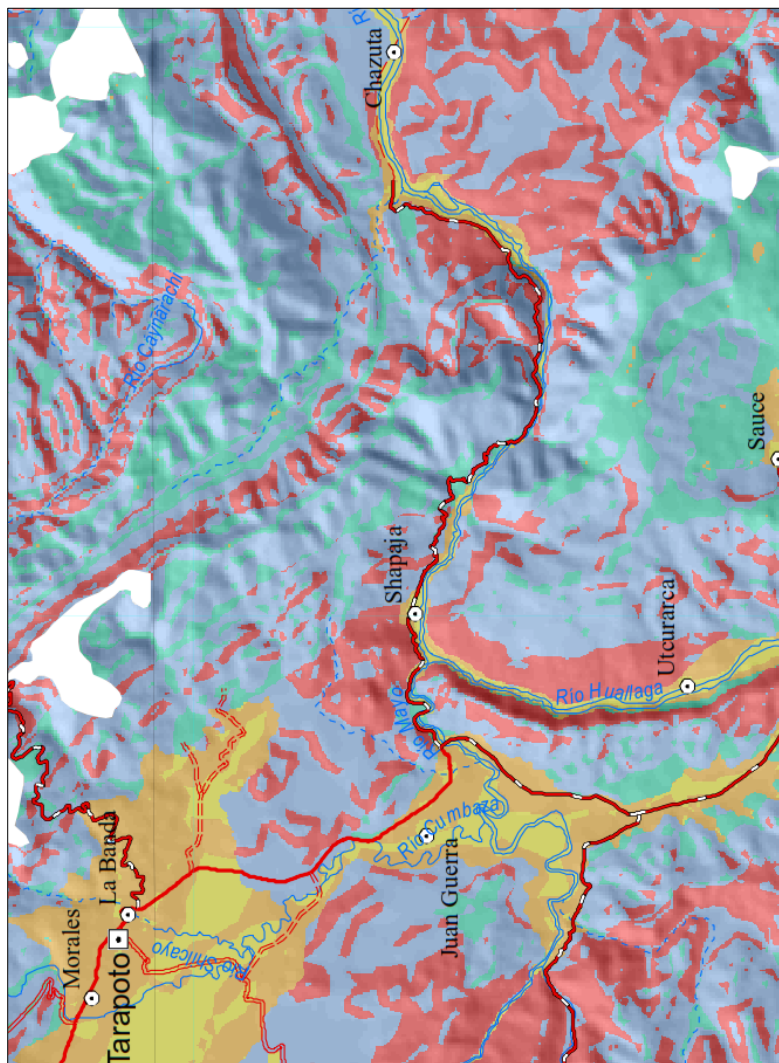 Rí
Chazuta
Río Caynarachi
Sauce
Shapaja
Utcurarca
Río Huallaga
Río Mayo
Río Cumbaza
La Banda
Juan Guerra
Morales
Río Shilcayo
Tarapoto